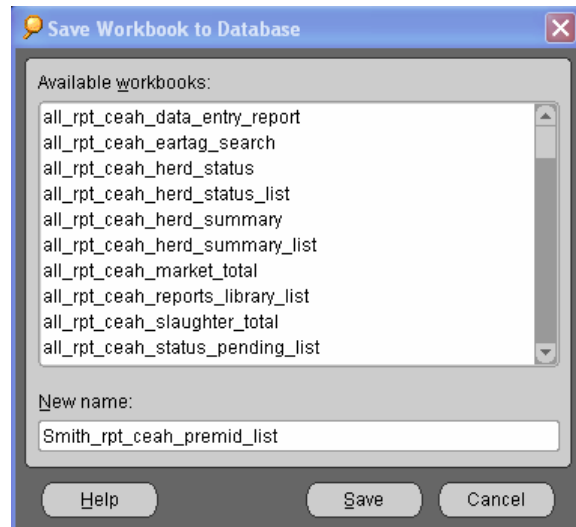 Save Workbook to Database
Available workbooks:
all_rpt_ceah_data_entry_report
all_rpt_ceah_eartag_search
all_rpt_ceah_herd_status
all_rpt_ceah_herd_status_list
all_rpt_ceah_herd_summary
all_rpt_ceah_herd_summary_list
all_rpt_ceah_market_total
all_rpt_ceah_reports_library_list
all_rpt_ceah_slaughter_total
all_rpt_ceah_status_pending_list
New name:
Smith_rpt_ceah_premid_list
Help Save Cancel